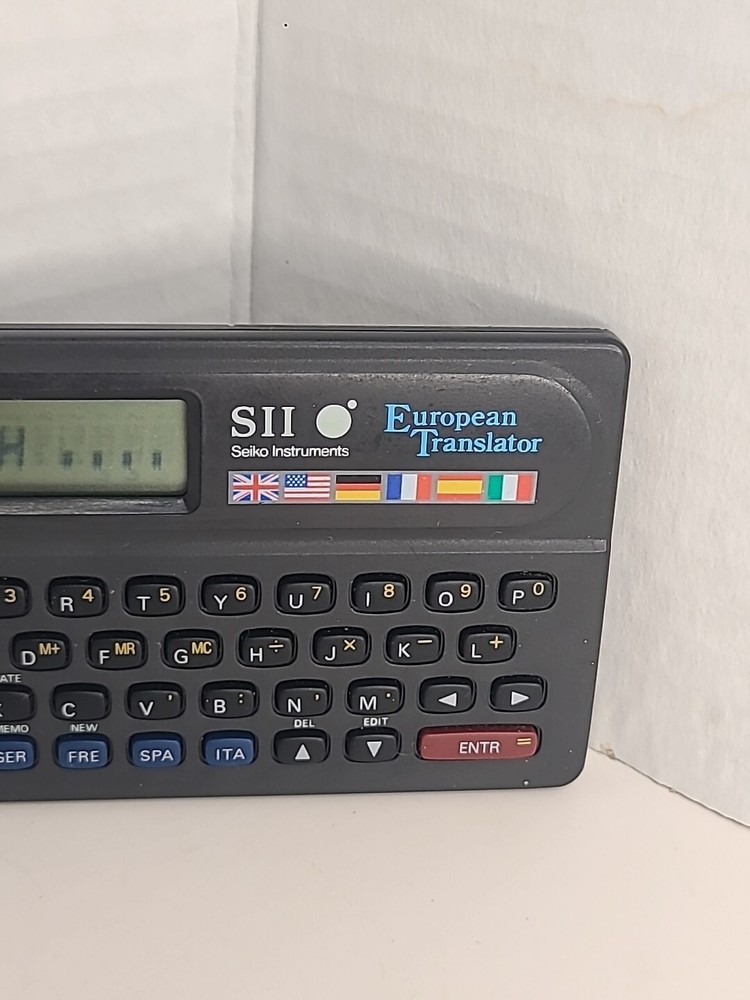 SII
Seiko Instruments
European
Translator
H ....
3 R 4 T 5 Y 6 U 7 I 8 O 9 P 0
D M+ F MR G MC H ÷ J × K − L +
C V ' B : N , M .
NEW DEL EDIT
FRE SPA ITA ▲ ▼ ENTR =